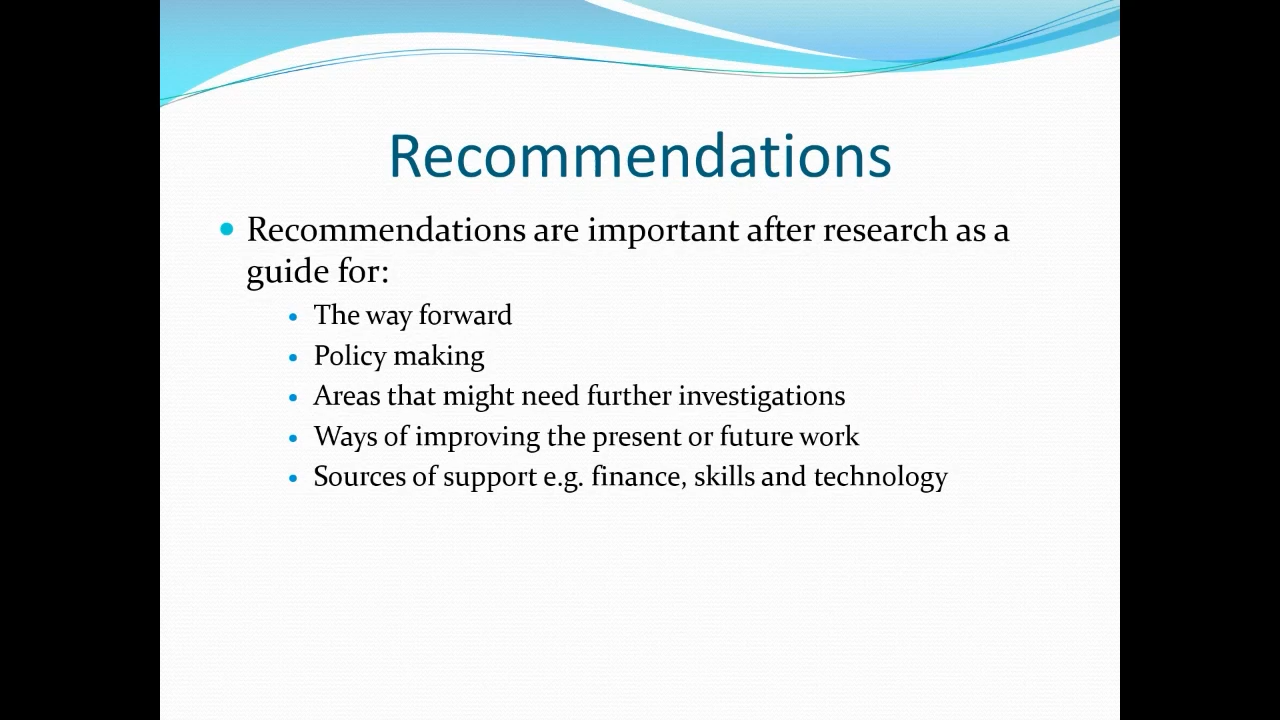 Recommendations
Recommendations are important after research as a
guide for:
The way forward
Policy making
Areas that might need further investigations
Ways of improving the present or future work
Sources of support e.g. finance, skills and technology